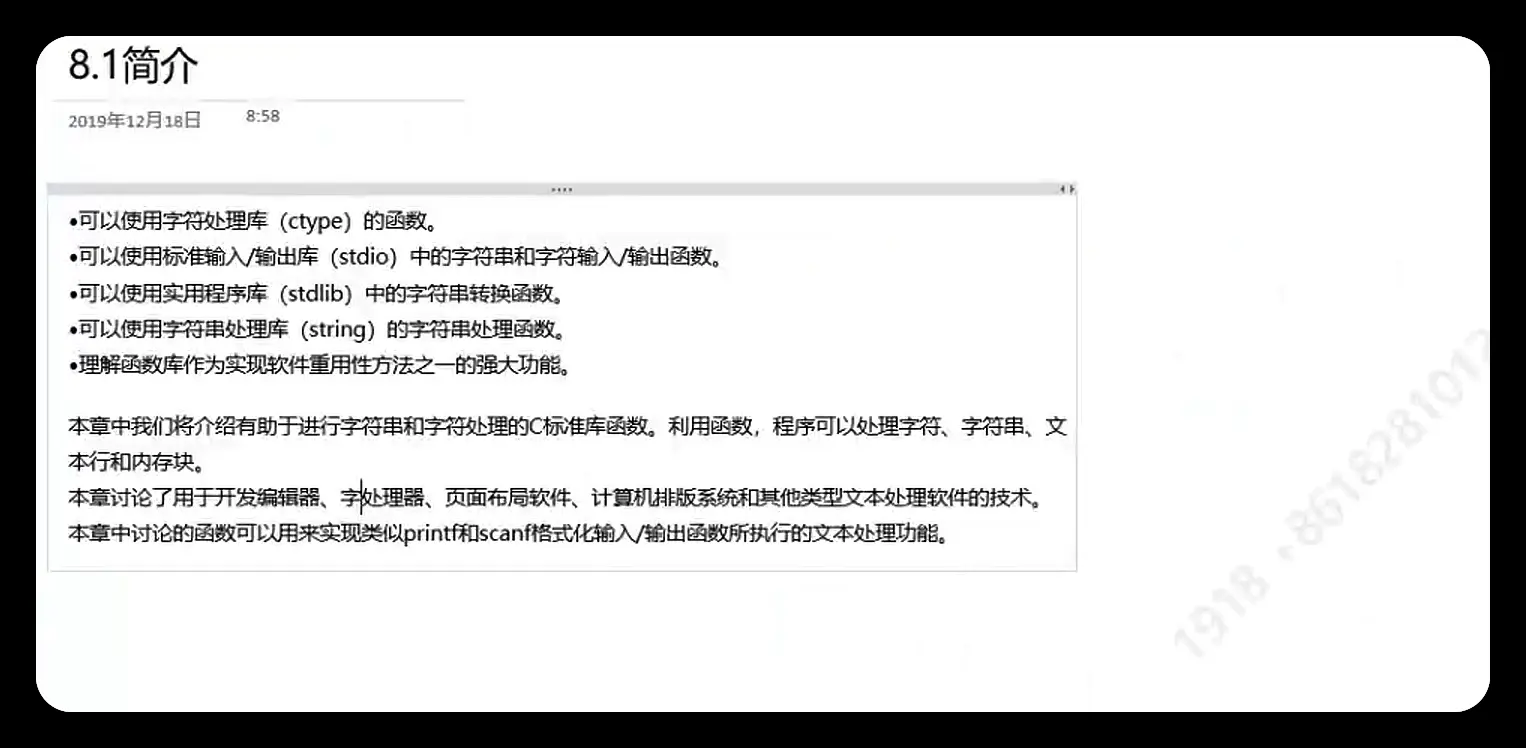 8.1简介
2019年12月18日 8:58
•可以使用字符处理库（ctype）的函数。
•可以使用标准输入/输出库（stdio）中的字符串和字符输入/输出函数。
•可以使用实用程序库（stdlib）中的字符串转换函数。
•可以使用字符串处理库（string）的字符串处理函数。
•理解函数库作为实现软件重用性方法之一的强大功能。
本章中我们将介绍有助于进行字符串和字符处理的C标准库函数。利用函数，程序可以处理字符、字符串、文
本行和内存块。
本章讨论了用于开发编辑器、字处理器、页面布局软件、计算机排版系统和其他类型文本处理软件的技术。
本章中讨论的函数可以用来实现类似printf和scanf格式化输入/输出函数所执行的文本处理功能。